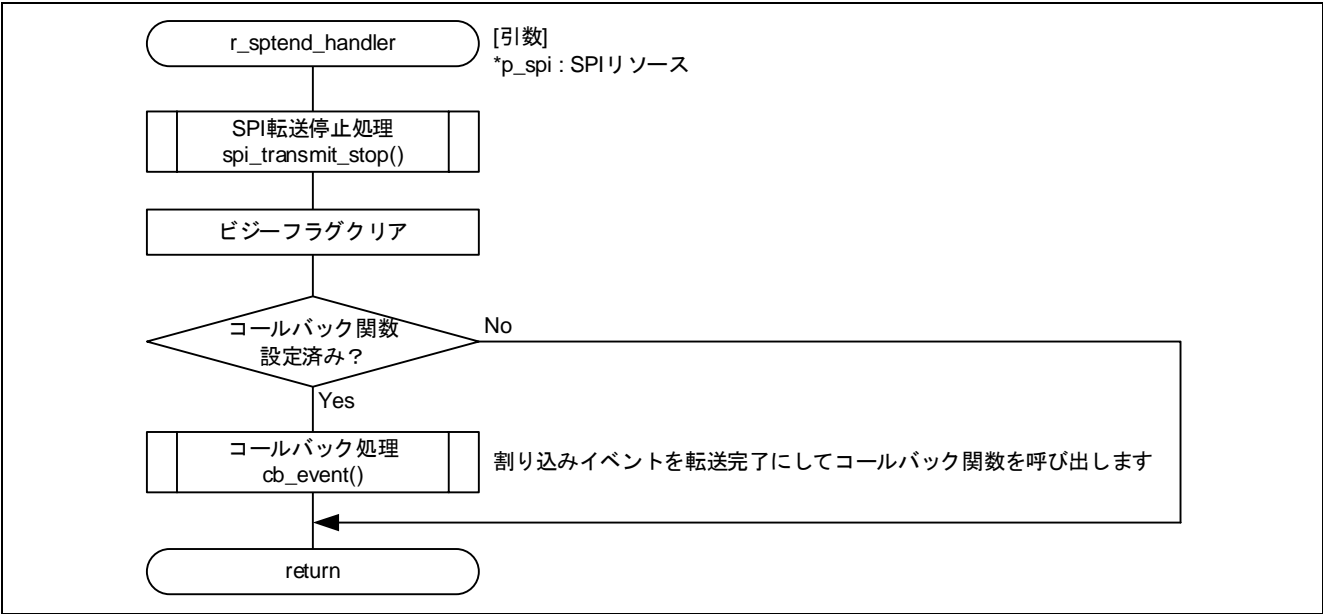 r_sptend_handler
[引数]
*p_spi : SPIリソース
SPI転送停止処理
spi_transmit_stop()
ビジーフラグクリア
コールバック関数
設定済み？
No
Yes
コールバック処理
cb_event()
割り込みイベントを転送完了にしてコールバック関数を呼び出します
return